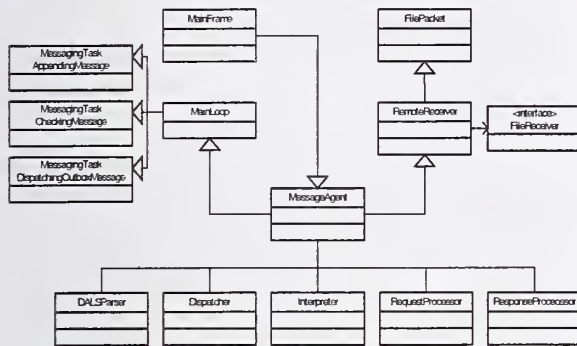 MainFrame
FilePacket
MessagingTask
AppendingMessage
MessagingTask
CheckingMessage
MainLoop
RemoteReceiver
<interface>
FileReceiver
MessagingTask
DispatchingOutboxMessage
MessageAgent
DALSParser
Dispatcher
Interpreter
RequestProcessor
ResponseProcessor